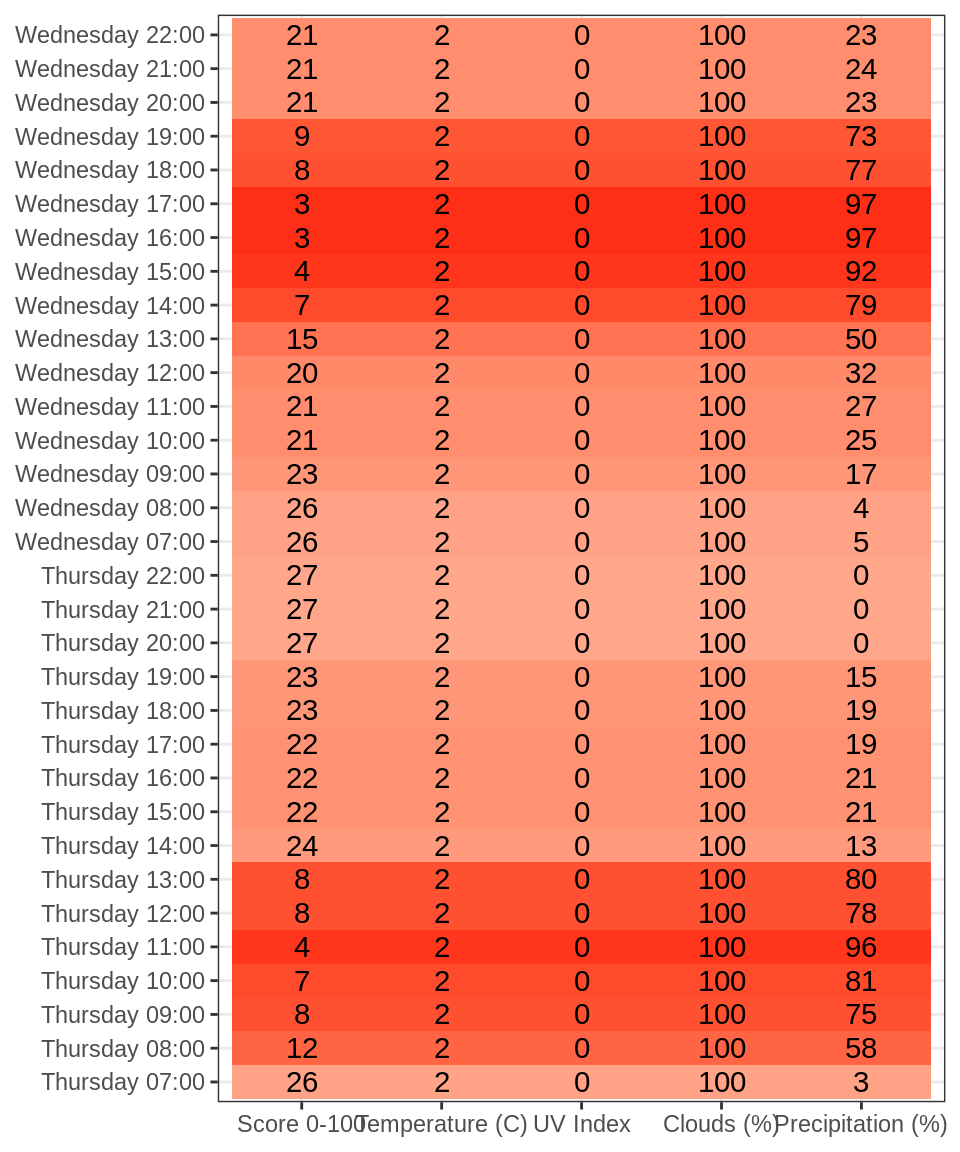 Wednesday 22:00 21 2 0 100 23
Wednesday 21:00 21 2 0 100 24
Wednesday 20:00 21 2 0 100 23
Wednesday 19:00 9 2 0 100 73
Wednesday 18:00 8 2 0 100 77
Wednesday 17:00 3 2 0 100 97
Wednesday 16:00 3 2 0 100 97
Wednesday 15:00 4 2 0 100 92
Wednesday 14:00 7 2 0 100 79
Wednesday 13:00 15 2 0 100 50
Wednesday 12:00 20 2 0 100 32
Wednesday 11:00 21 2 0 100 27
Wednesday 10:00 21 2 0 100 25
Wednesday 09:00 23 2 0 100 17
Wednesday 08:00 26 2 0 100 4
Wednesday 07:00 26 2 0 100 5
Thursday 22:00 27 2 0 100 0
Thursday 21:00 27 2 0 100 0
Thursday 20:00 27 2 0 100 0
Thursday 19:00 23 2 0 100 15
Thursday 18:00 23 2 0 100 19
Thursday 17:00 22 2 0 100 19
Thursday 16:00 22 2 0 100 21
Thursday 15:00 22 2 0 100 21
Thursday 14:00 24 2 0 100 13
Thursday 13:00 8 2 0 100 80
Thursday 12:00 8 2 0 100 78
Thursday 11:00 4 2 0 100 96
Thursday 10:00 7 2 0 100 81
Thursday 09:00 8 2 0 100 75
Thursday 08:00 12 2 0 100 58
Thursday 07:00 26 2 0 100 3
Score 0-100 Temperature (C) UV Index Clouds (%) Precipitation (%)